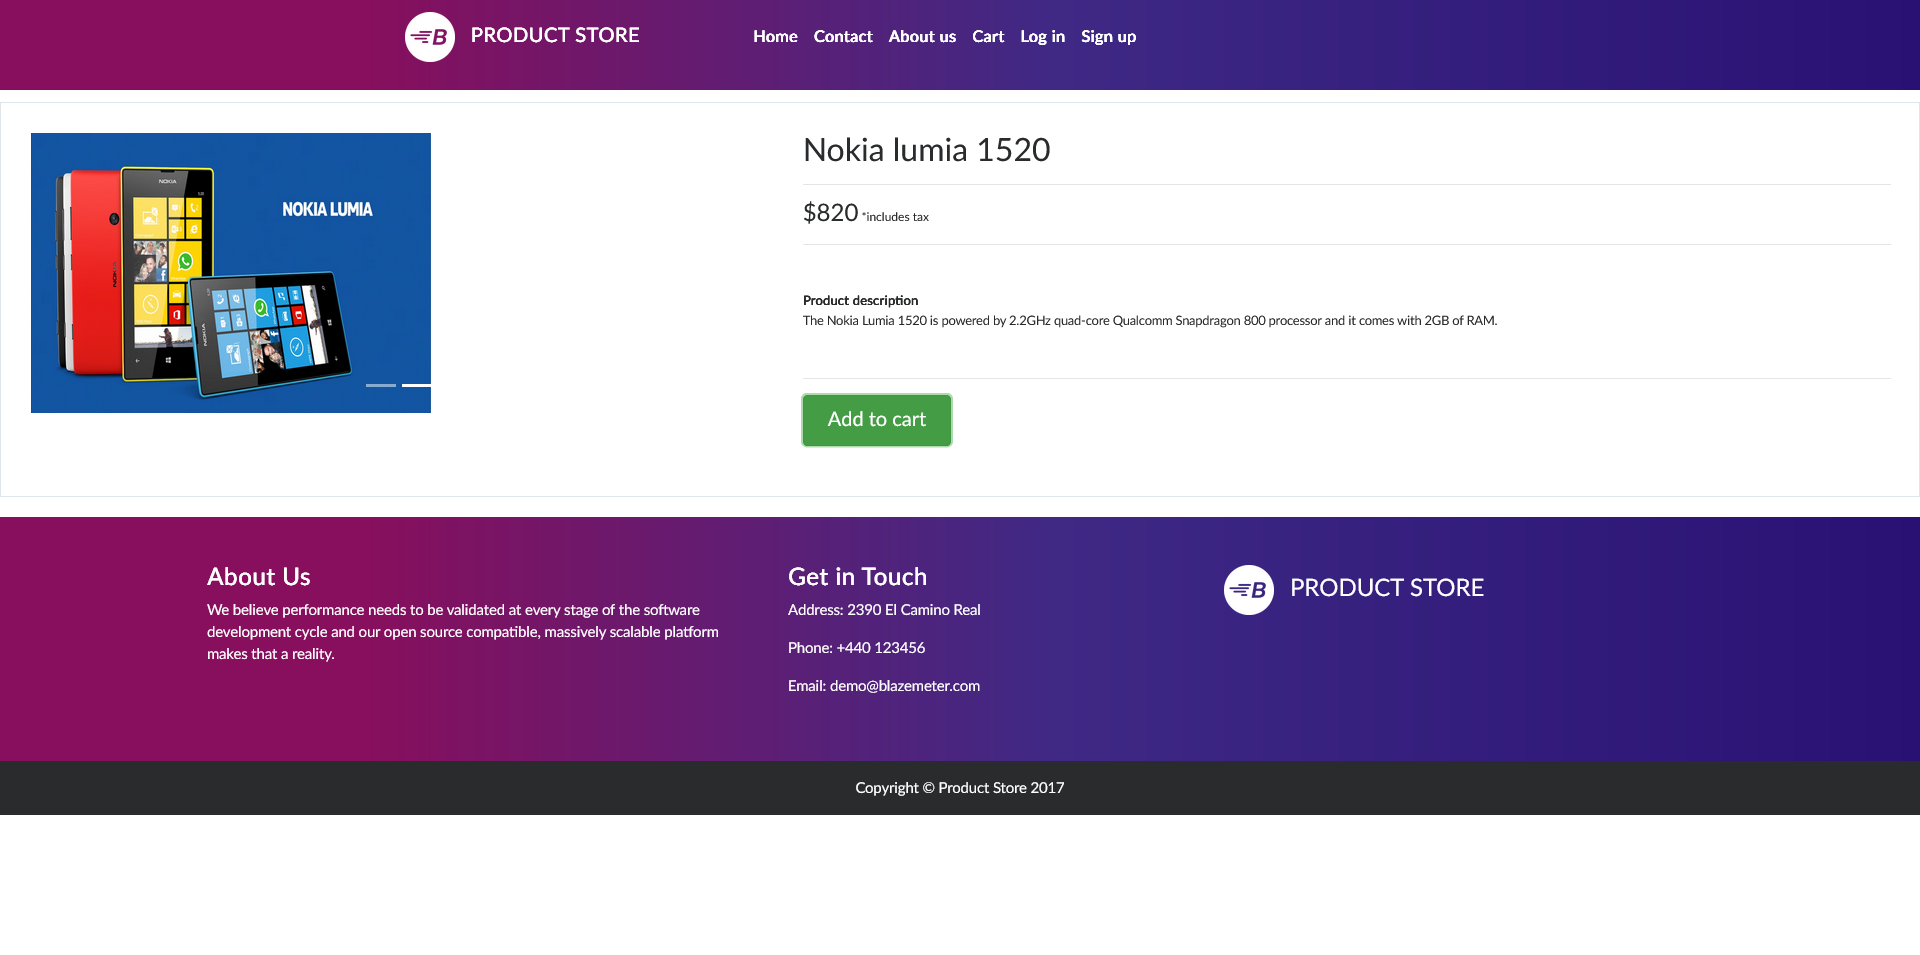 B PRODUCT STORE
Home Contact About us Cart Log in Sign up
NOKIA
NOKIA LUMIA
NOKIA
NOKIA
Nokia lumia 1520
$820 *includes tax
Product description
The Nokia Lumia 1520 is powered by 2.2GHz quad-core Qualcomm Snapdragon 800 processor and it comes with 2GB of RAM.
Add to cart
About Us
We believe performance needs to be validated at every stage of the software
development cycle and our open source compatible, massively scalable platform
makes that a reality.
Get in Touch
Address: 2390 El Camino Real
Phone: +440 123456
Email: demo@blazemeter.com
B PRODUCT STORE
Copyright © Product Store 2017